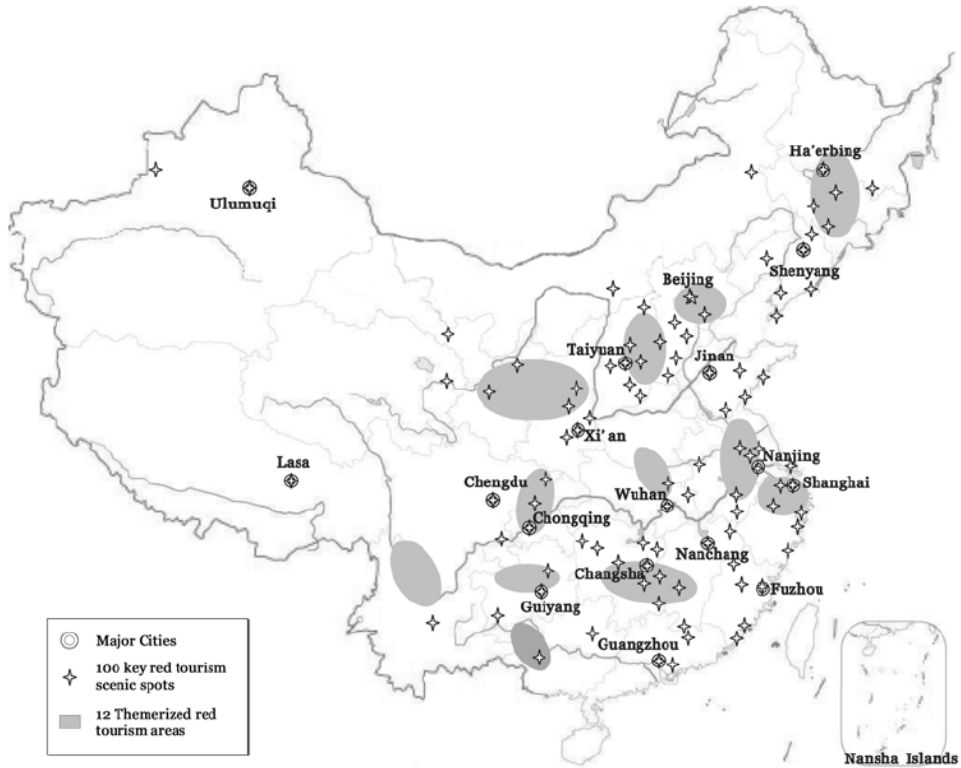 Ha'erbing
Ulumuqi
Shenyang
Beijing
Taiyuan
Jinan
Xi'an
Lasa
Chengdu
Nanjing
Shanghai
Wuhan
Chongqing
Nanchang
Changsha
Fuzhou
Guiyang
Guangzhou
Major Cities
100 key red tourism
scenic spots
12 Themerized red
tourism areas
Nansha Islands